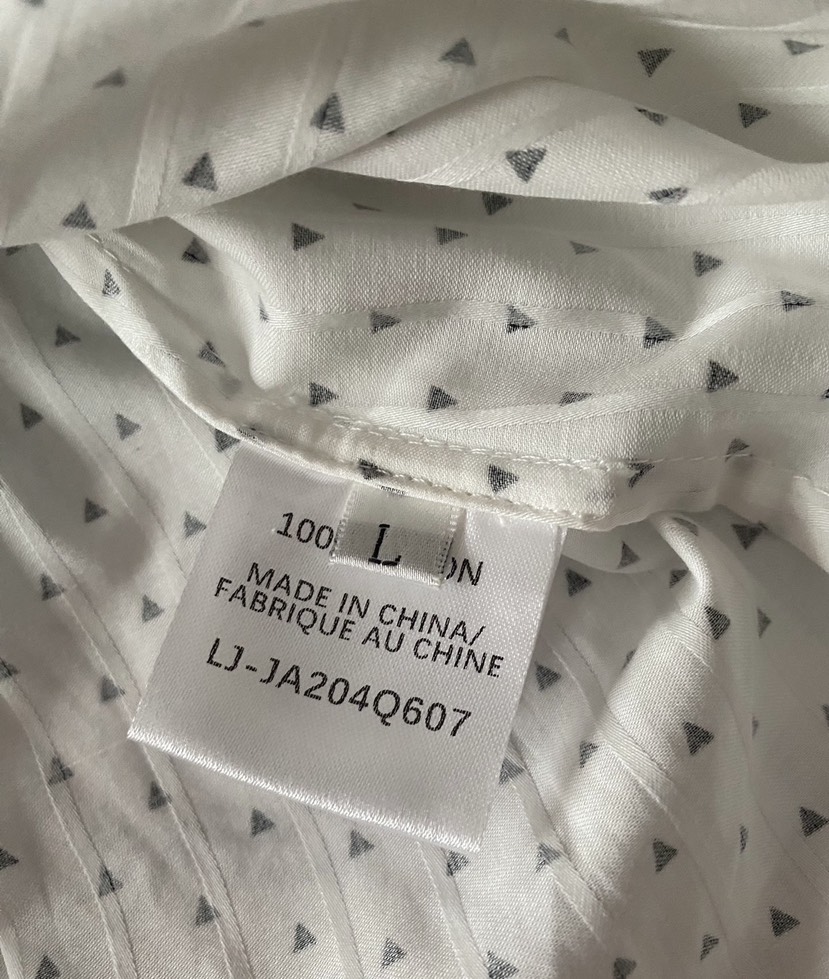 100
L
MADE IN CHINA/
FABRIQUE AU CHINE
LJ-JA204Q607